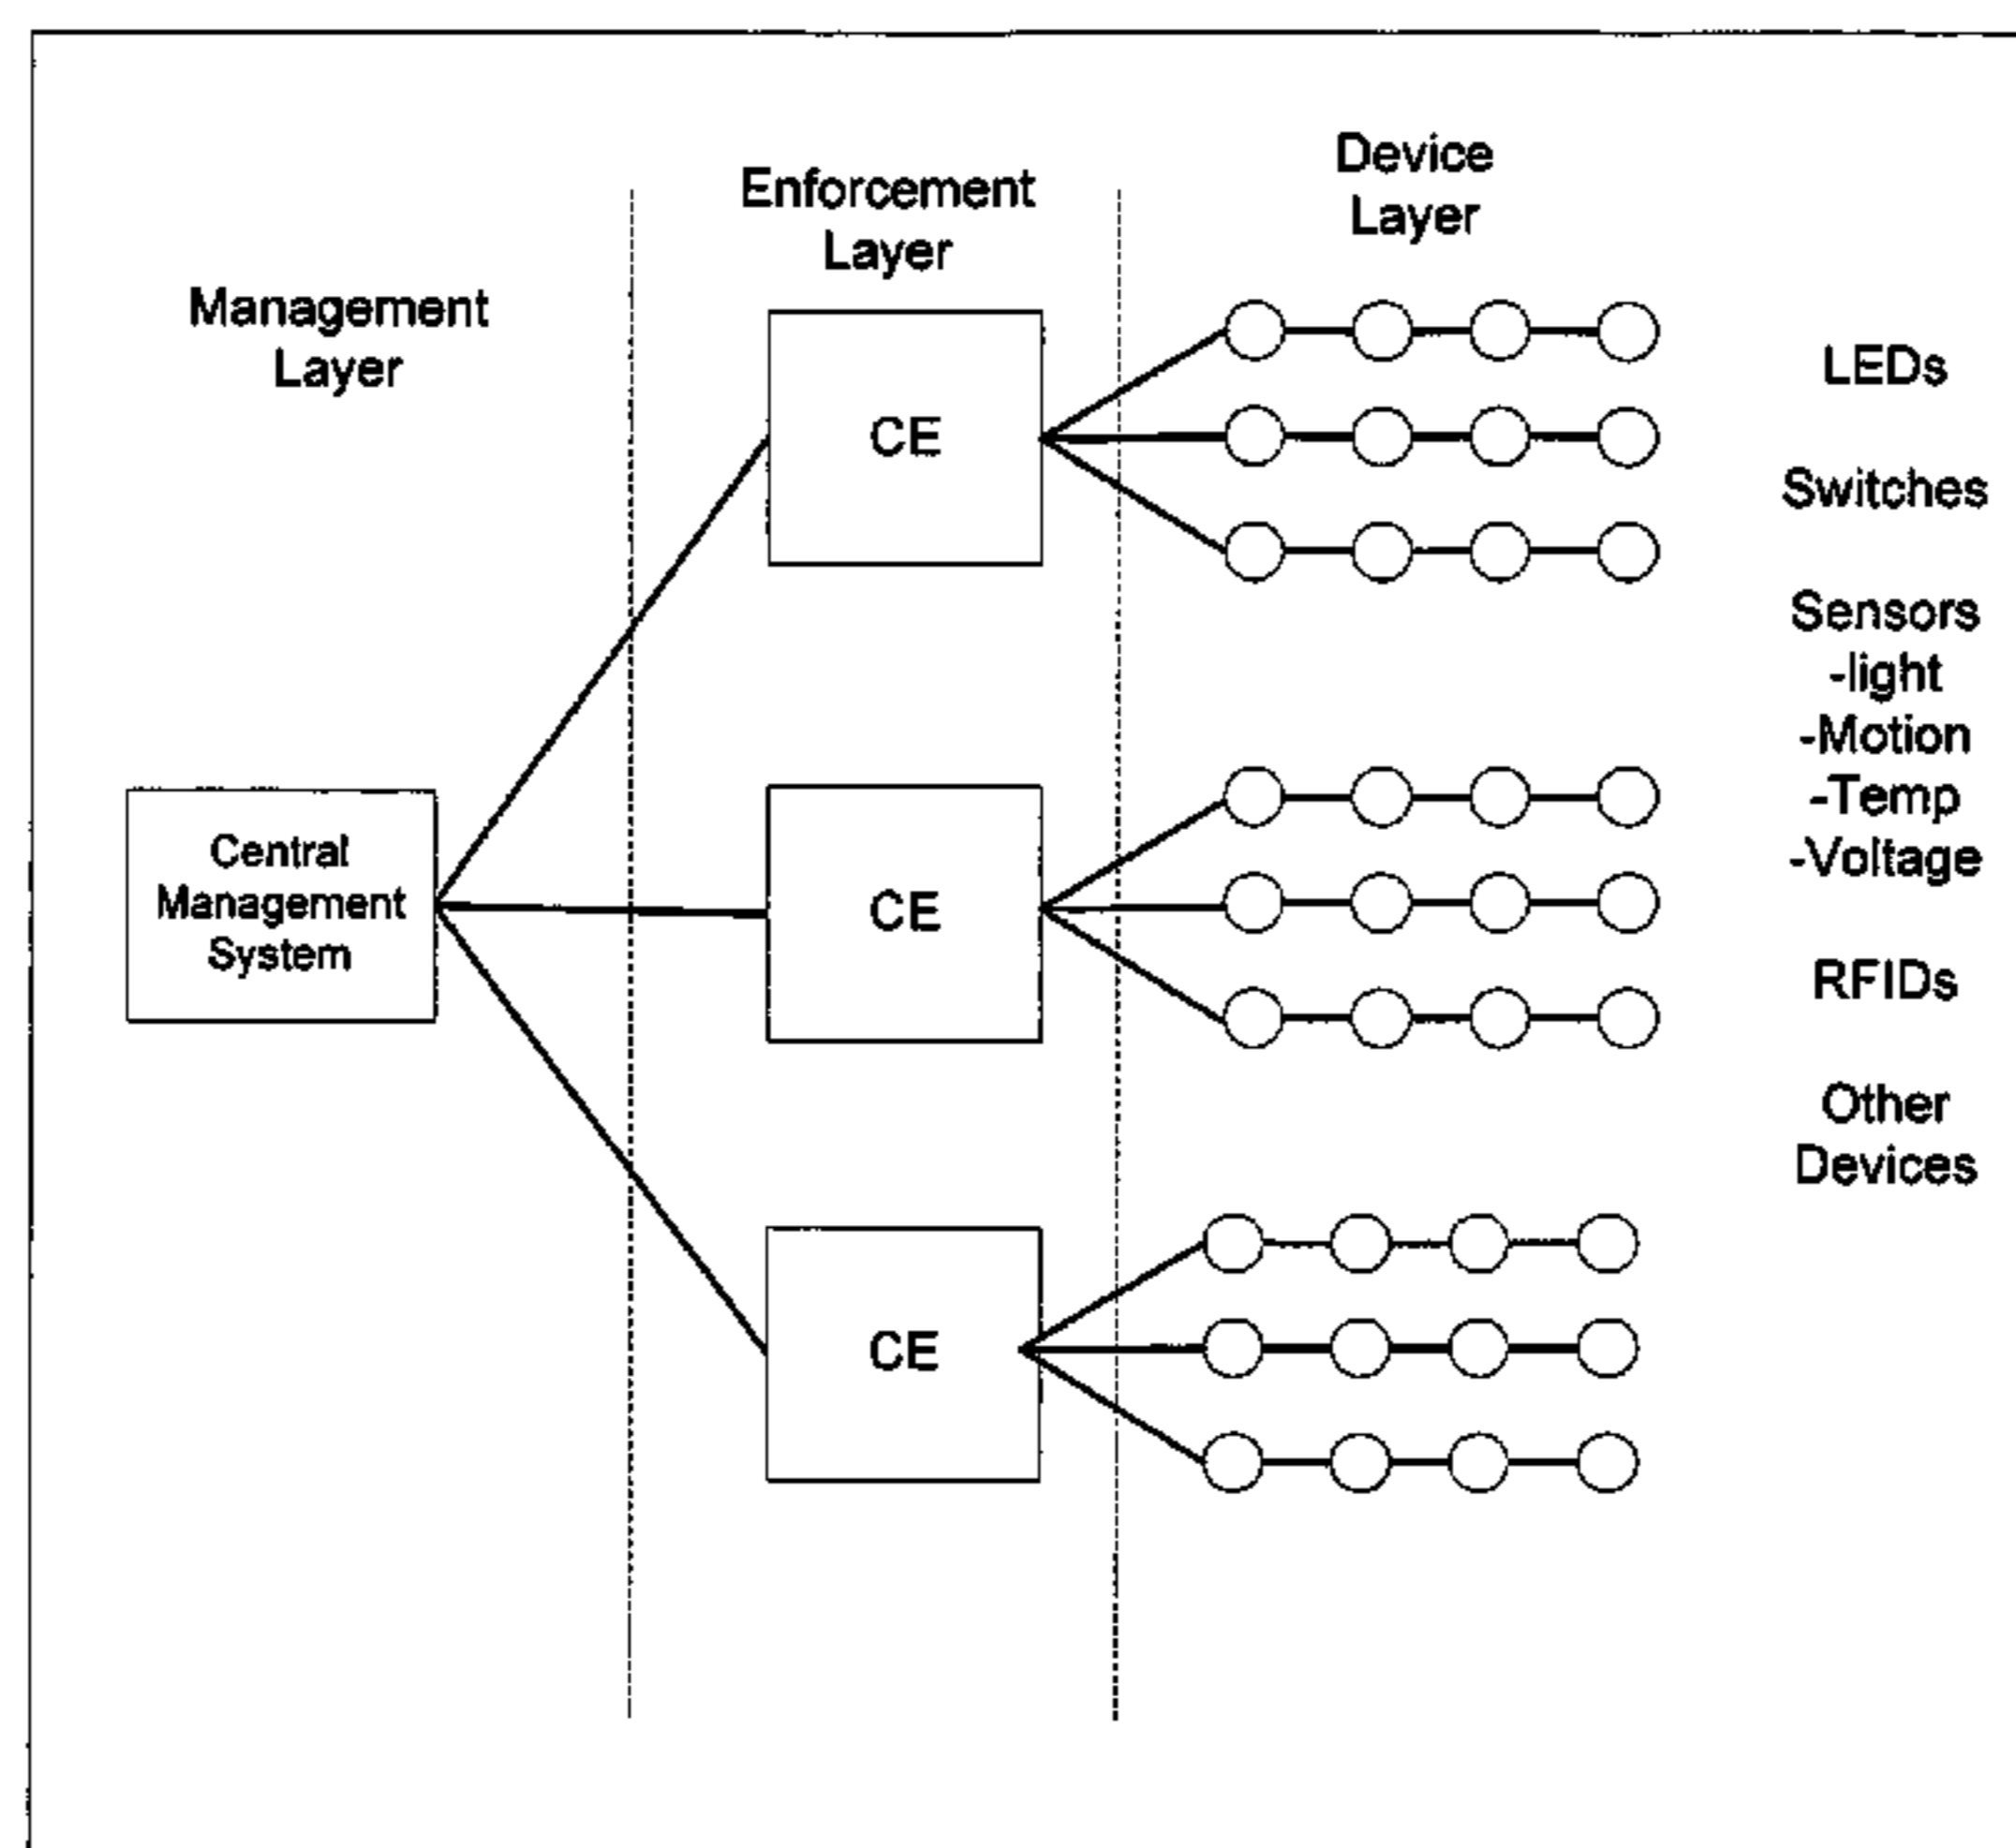 Management
Layer
Enforcement
Layer
Device
Layer
Central
Management
System
CE
CE
CE
LEDs
Switches
Sensors
-light
-Motion
-Temp
-Voltage
RFIDs
Other
Devices